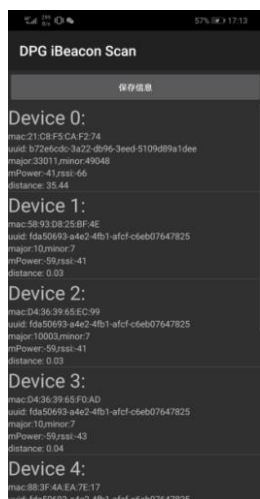 57% 17:13
DPG iBeacon Scan
保存信息
Device 0:
mac:21:C8:F5:CA:F2:74
uuid: b72e6cdc-3a22-db96-3eed-5109d89a1dee
major:33011,minor:49048
mPower:-41,rssi:-66
distance: 35.44
Device 1:
mac:58:93:D8:25:BF:4E
uuid: fda50693-a4e2-4fb1-afcf-c6eb07647825
major:10,minor:7
mPower:-59,rssi:-41
distance: 0.03
Device 2:
mac:D4:36:39:65:EC:99
uuid: fda50693-a4e2-4fb1-afcf-c6eb07647825
major:10003,minor:7
mPower:-59,rssi:-41
distance: 0.03
Device 3:
mac:D4:36:39:65:F0:AD
uuid: fda50693-a4e2-4fb1-afcf-c6eb07647825
major:10,minor:7
mPower:-59,rssi:-43
distance: 0.04
Device 4:
mac:88:3F:4A:EA:7E:17
uuid: fda50693-a4e2-4fb1-afcf-c6eb07647825